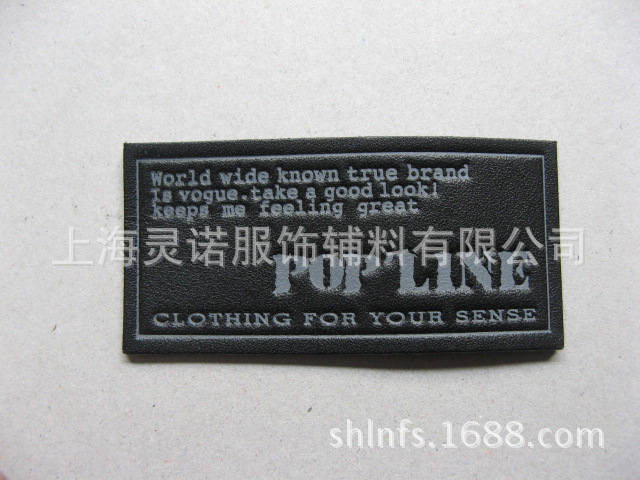 World wide known true brand
Is vogue.take a good look!
keeps me feeling great
上海灵诺服饰辅料有限公司
POP LINE
CLOTHING FOR YOUR SENSE
shlnfs.1688.com